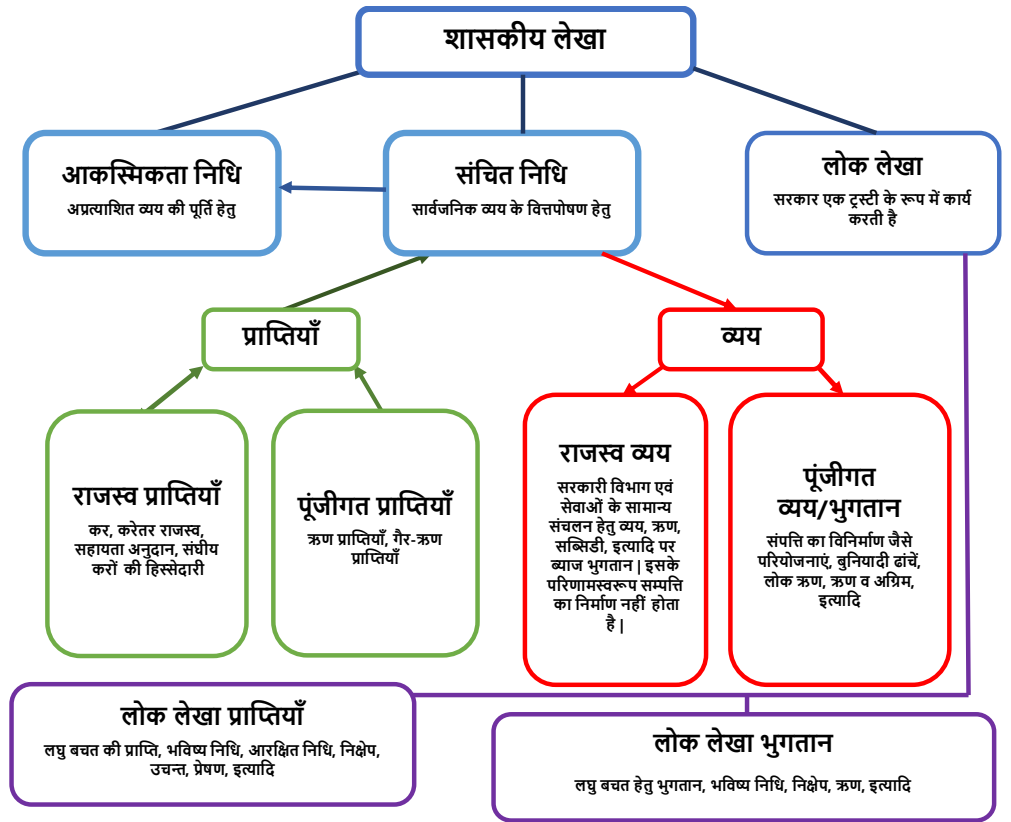 शासकीय लेखा
आकस्मिकता निधि
अप्रत्याशित व्यय की पूर्ति हेतु
संचित निधि
सार्वजनिक व्यय के वित्तपोषण हेतु
लोक लेखा
सरकार एक ट्रस्टी के रूप में कार्य
करती है
प्राप्तियाँ
व्यय
राजस्व प्राप्तियाँ
कर, करेतर राजस्व,
सहायता अनुदान, संघीय
करों की हिस्सेदारी
पूंजीगत प्राप्तियाँ
ऋण प्राप्तियाँ, गैर-ऋण
प्राप्तियाँ
राजस्व व्यय
सरकारी विभाग एवं
सेवाओं के सामान्य
संचलन हेतु व्यय, ऋण,
सब्सिडी, इत्यादि पर
ब्याज भुगतान | इसके
परिणामस्वरूप सम्पत्ति
का निर्माण नहीं होता
है |
पूंजीगत
व्यय/भुगतान
संपत्ति का विनिर्माण जैसे
परियोजनाएं, बुनियादी ढांचें,
लोक ऋण, ऋण व अग्रिम,
इत्यादि
लोक लेखा प्राप्तियाँ
लघु बचत की प्राप्ति, भविष्य निधि, आरक्षित निधि, निक्षेप,
उचन्त, प्रेषण, इत्यादि
लोक लेखा भुगतान
लघु बचत हेतु भुगतान, भविष्य निधि, निक्षेप, ऋण, इत्यादि